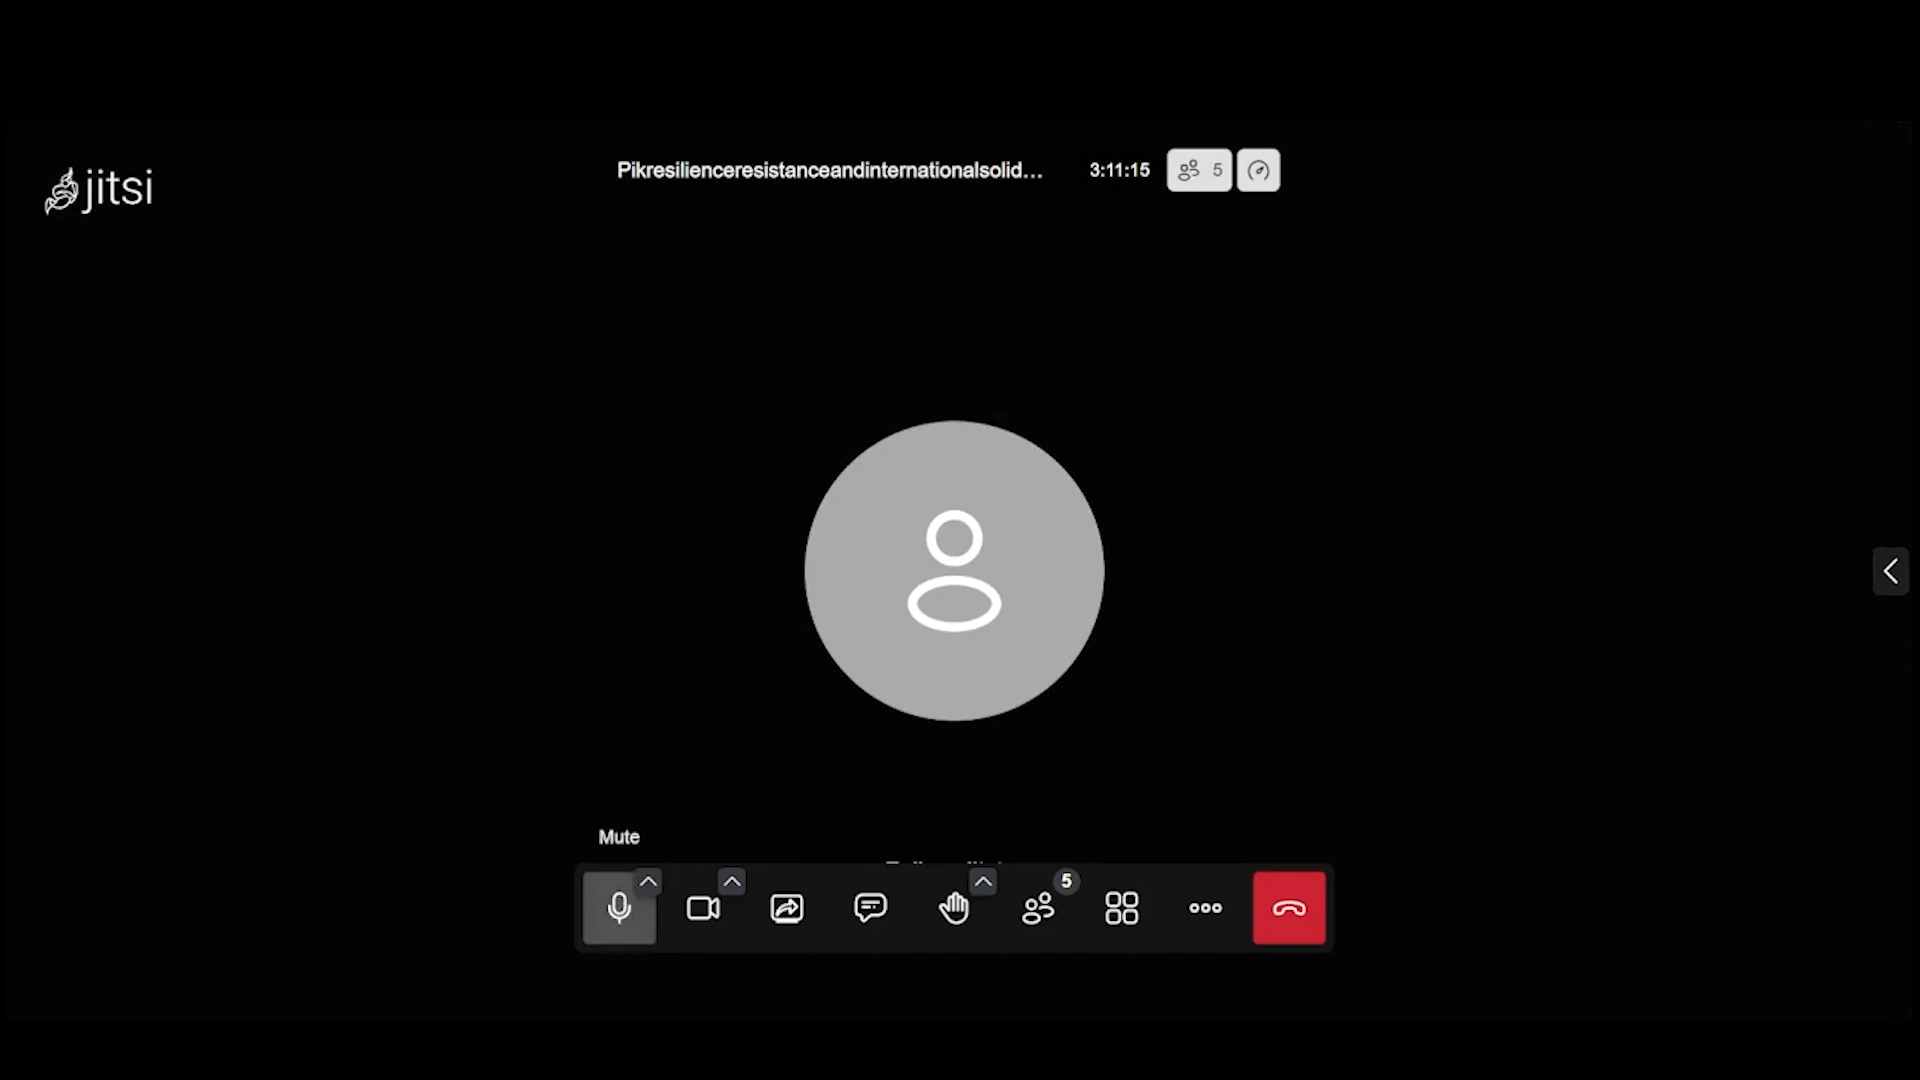 jitsi
Pikresilienceresistanceandinternationalsolid... 3:11:15 5
Mute
5